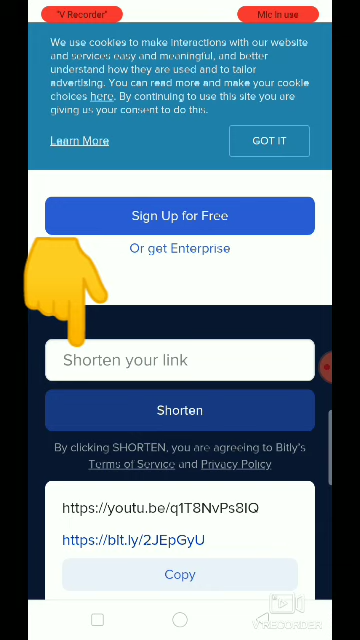 "V Recorder"
Mic in use
We use cookies to make interactions with our website
and services easy and meaningful, and better
understand how they are used and to tailor
advertising. You can read more and make your cookie
choices here. By continuing to use this site you are
giving us your consent to do this.
Learn More
GOT IT
Sign Up for Free
Or get Enterprise
Shorten your link
Shorten
By clicking SHORTEN, you are agreeing to Bitly's
Terms of Service and Privacy Policy
https://youtu.be/q1T8NvPs8IQ
https://bit.ly/2JEpGyU
Copy
VRECORDER